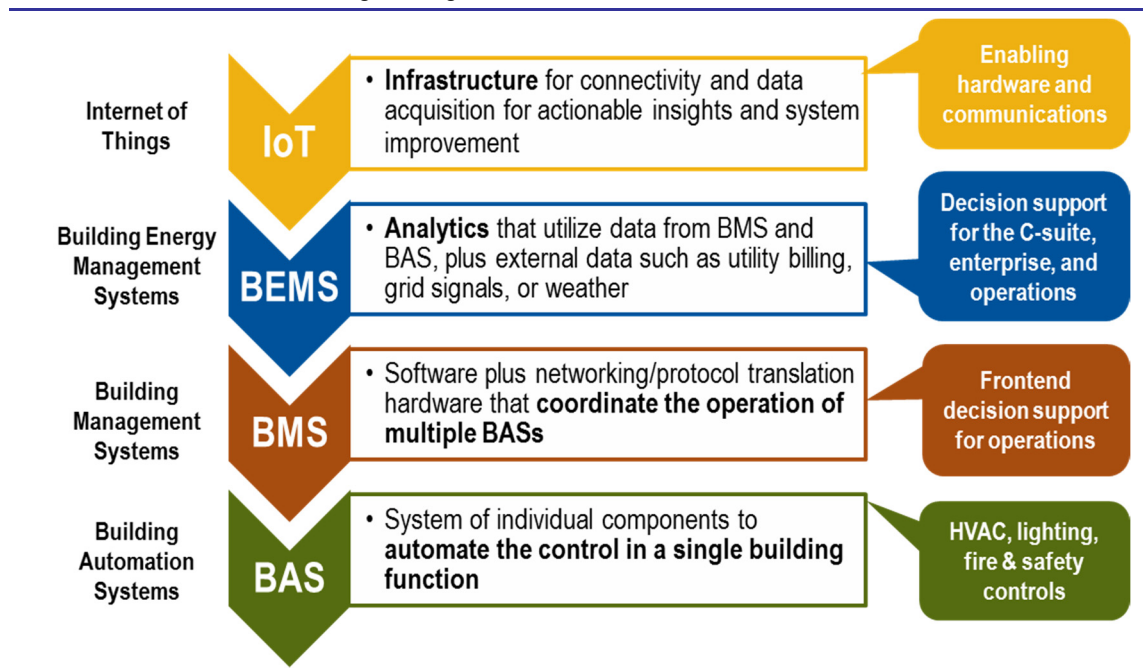 Internet of
Things
IoT
• Infrastructure for connectivity and data
acquisition for actionable insights and system
improvement
Enabling
hardware and
communications
Building Energy
Management
Systems
BEMS
• Analytics that utilize data from BMS and
BAS, plus external data such as utility billing,
grid signals, or weather
Decision support
for the C-suite,
enterprise, and
operations
Building
Management
Systems
BMS
• Software plus networking/protocol translation
hardware that coordinate the operation of
multiple BASs
Frontend
decision support
for operations
Building
Automation
Systems
BAS
• System of individual components to
automate the control in a single building
function
HVAC, lighting,
fire & safety
controls